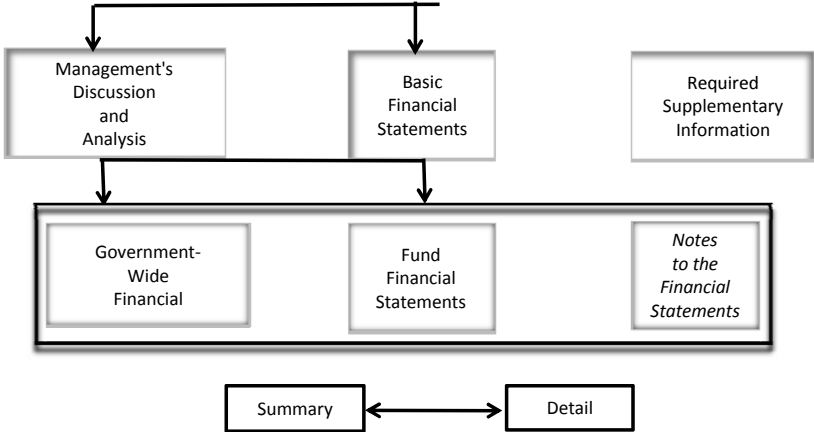 Management's
Discussion
and
Analysis
Basic
Financial
Statements
Required
Supplementary
Information
Government-
Wide
Financial
Fund
Financial
Statements
Notes
to the
Financial
Statements
Summary
Detail